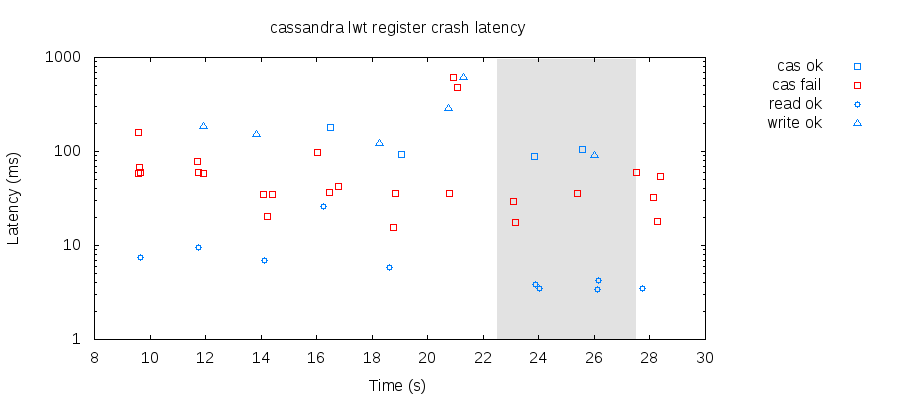 cassandra lwt register crash latency
cas ok
cas fail
read ok
write ok
Latency (ms)
1000
100
10
1
8 10 12 14 16 18 20 22 24 26 28 30
Time (s)